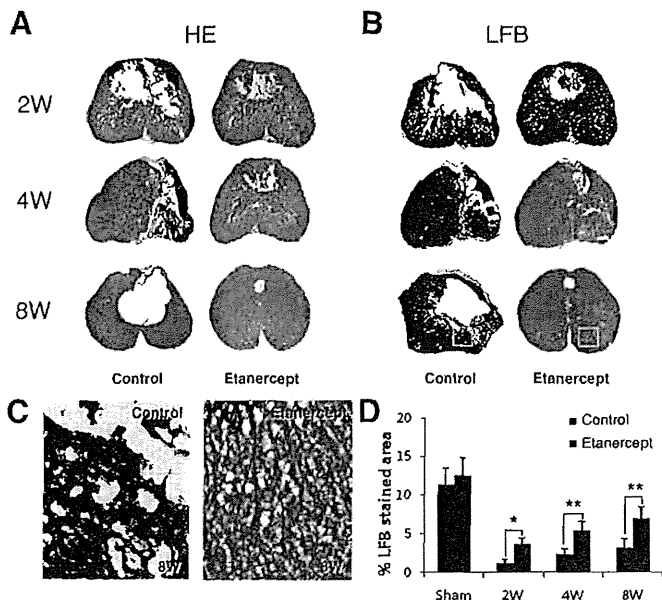 A HE B LFB
2W
4W
8W
Control Etanercept Control Etanercept
C Control Etanercept D
8W 8W
20
15
10
5
0
% LFB stained area
Control
Etanercept
* ** **
Sham 2W 4W 8W